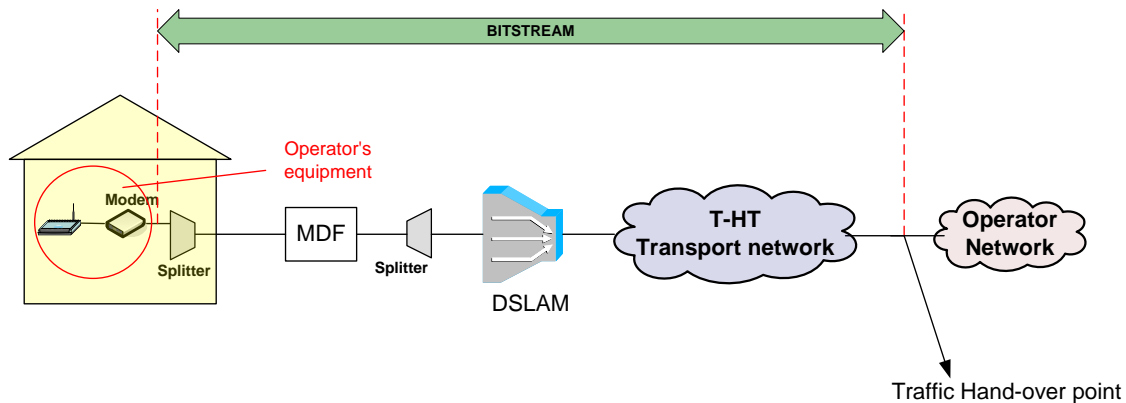 BITSTREAM
Operator's
equipment
Modem
Splitter
MDF
Splitter
DSLAM
T-HT
Transport network
Operator
Network
Traffic Hand-over point